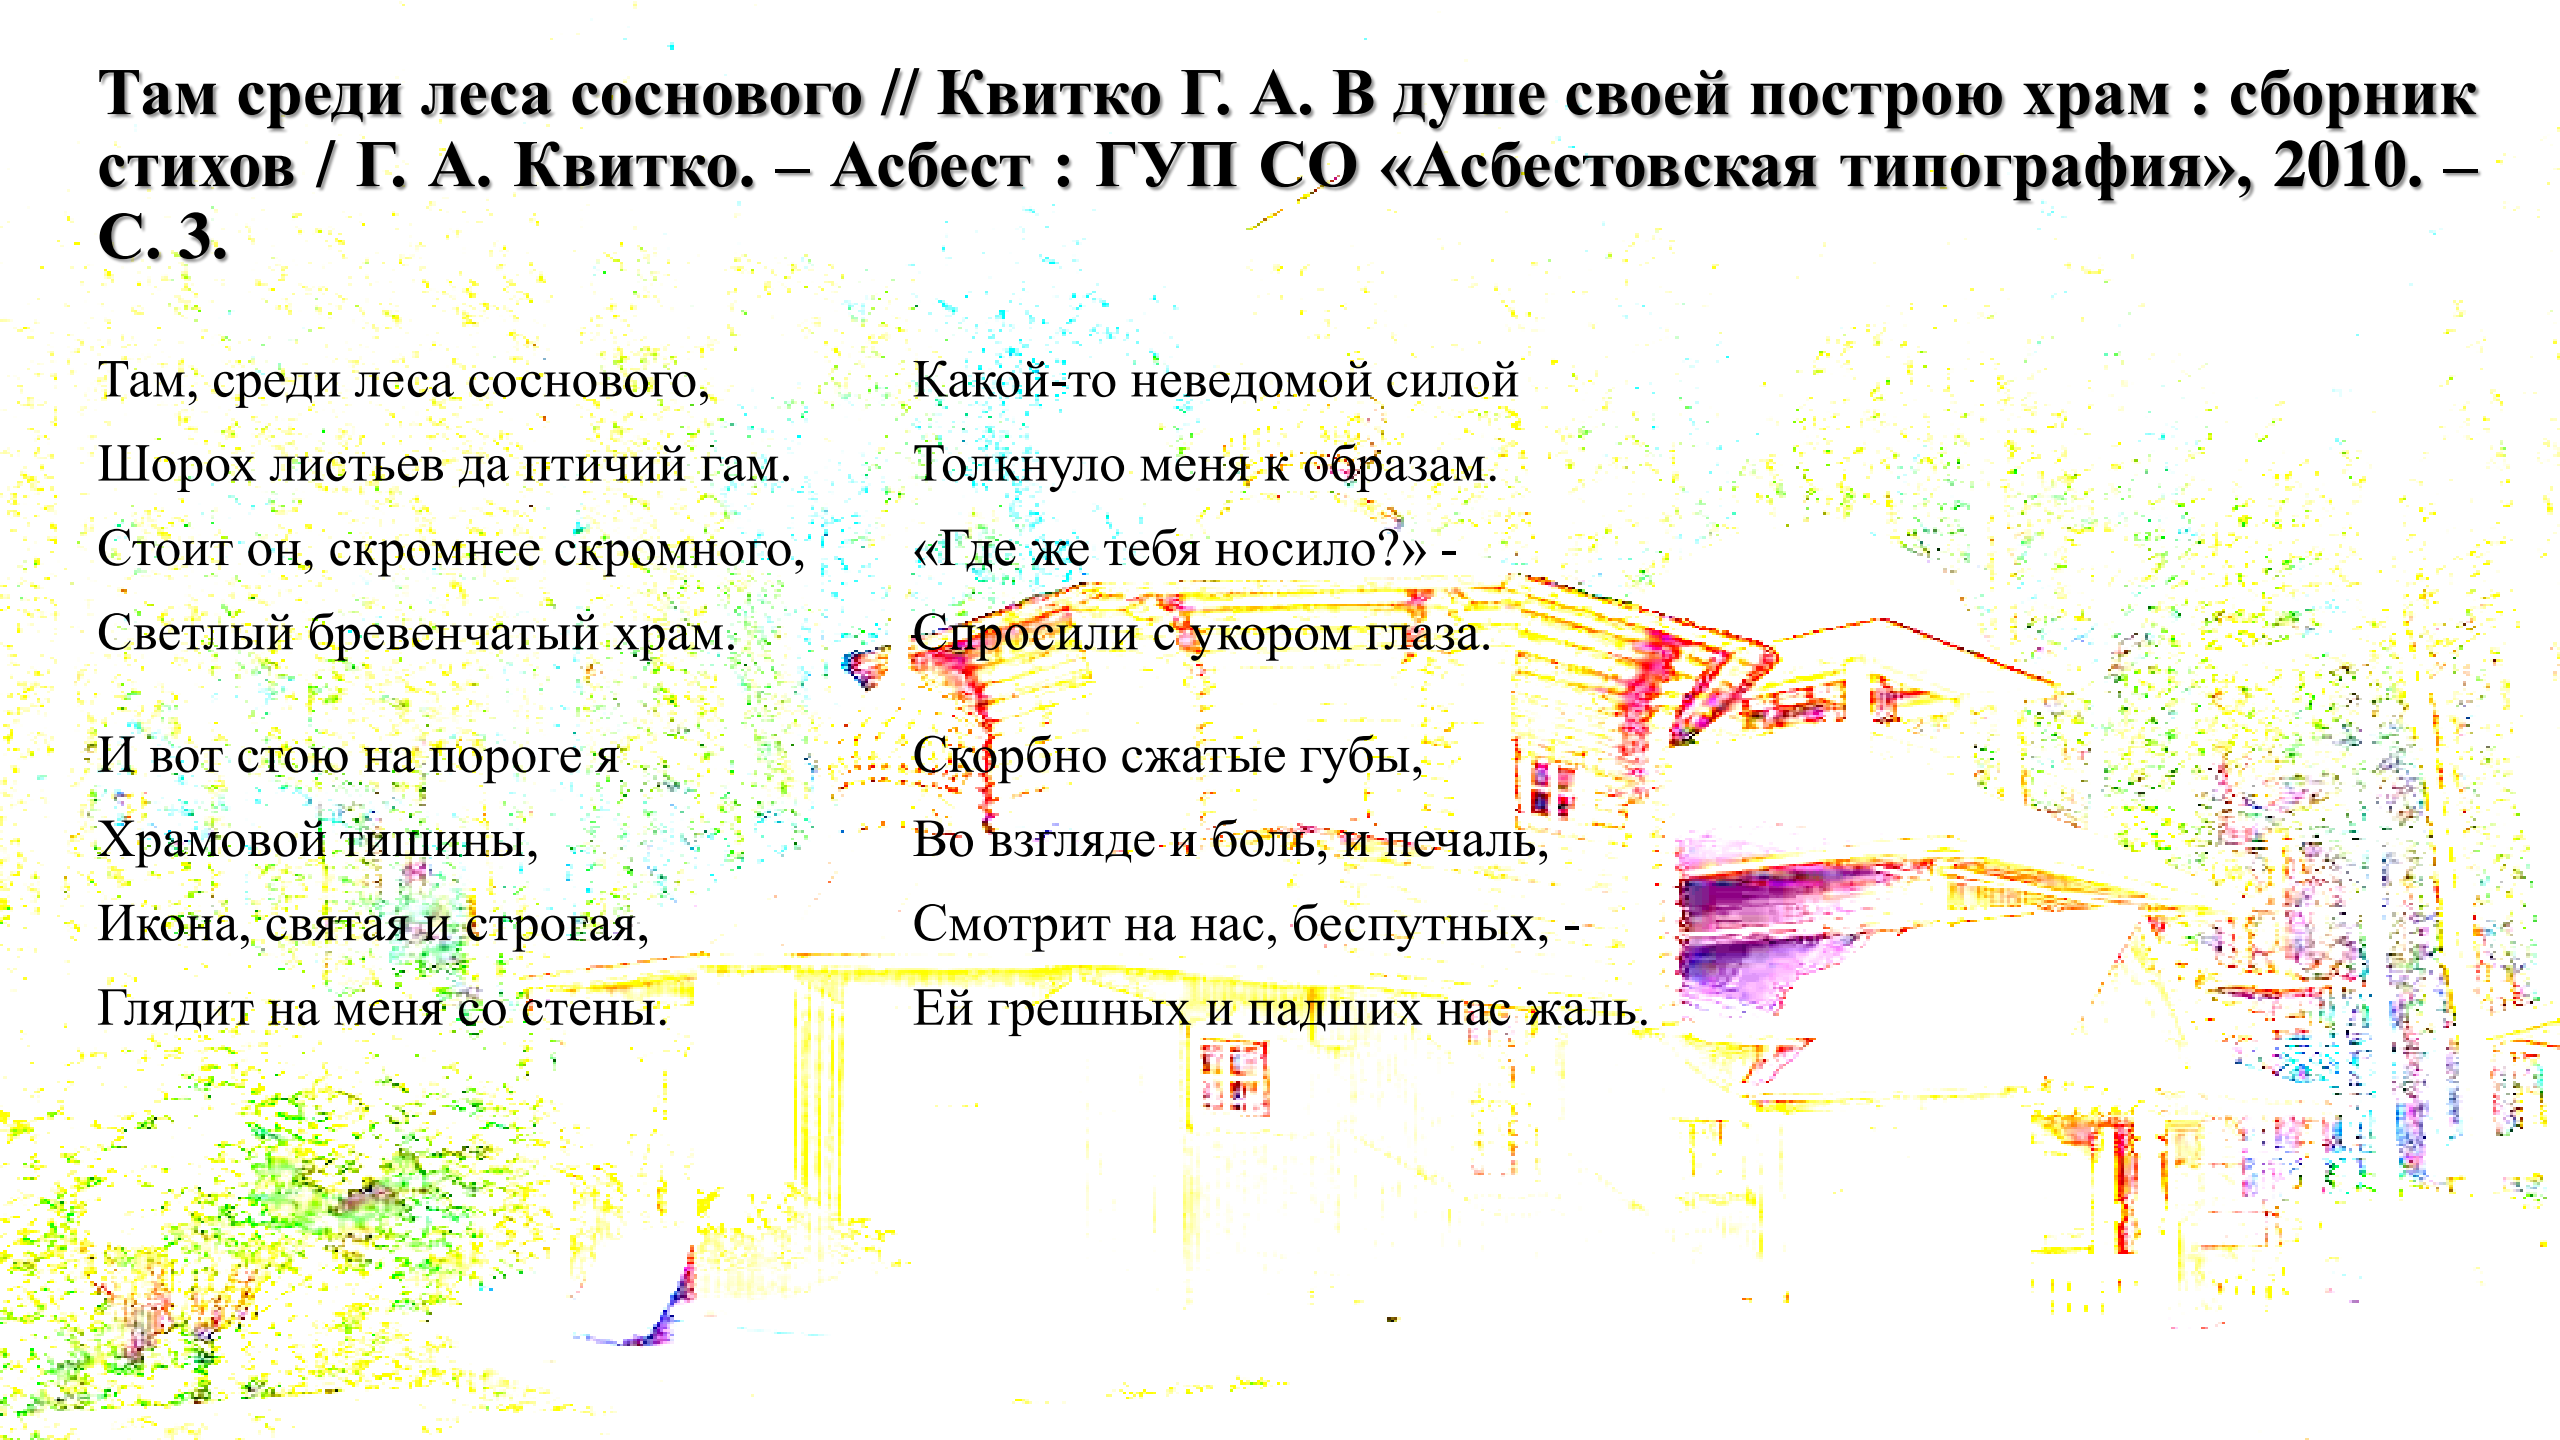 Там среди леса соснового // Квитко Г. А. В душе своей построю храм : сборник
стихов / Г. А. Квитко. – Асбест : ГУП СО «Асбестовская типография», 2010. –
С. 3.
Там, среди леса соснового,
Шорох листьев да птичий гам.
Стоит он, скромнее скромного,
Светлый бревенчатый храм.
И вот стою на пороге я
Храмовой тишины,
Икона, святая и строгая,
Глядит на меня со стены.
Какой-то неведомой силой
Толкнуло меня к образам.
«Где же тебя носило?» -
Спросили с укором глаза.
Скорбно сжатые губы,
Во взгляде и боль, и печаль,
Смотрит на нас, беспутных, -
Ей грешных и падших нас жаль.